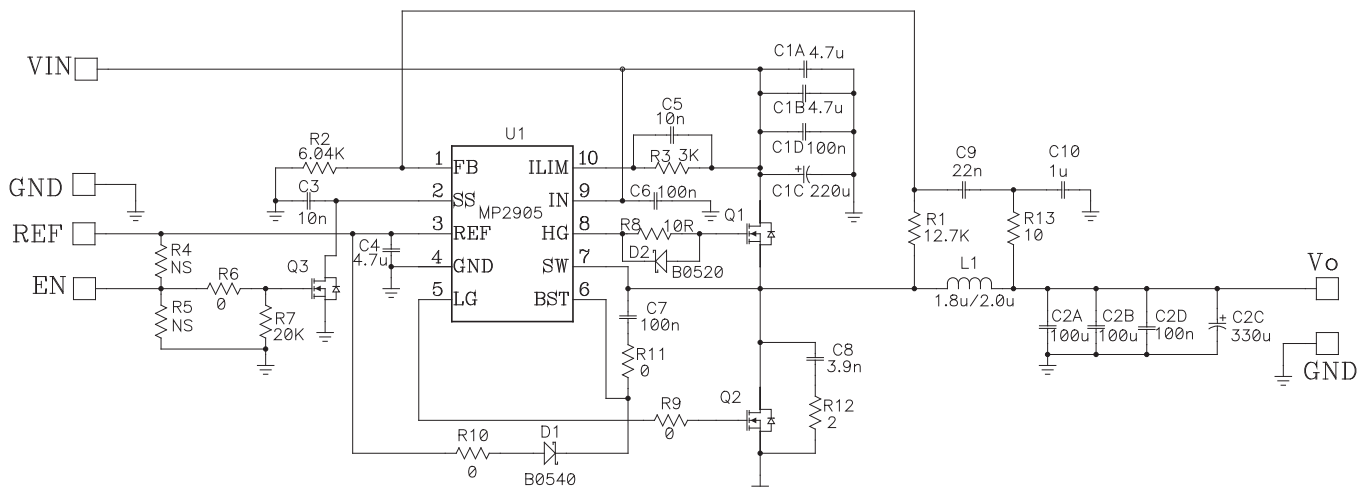 VIN
GND
REF
EN
R2
6.04K
C3
10n
R4
NS
R5
NS
R6
0
R7
20K
Q3
C4
4.7u
U1
MP2905
1 FB
2 SS
3 REF
4 GND
5 LG
ILIM 10
IN 9
HG 8
SW 7
BST 6
C5
10n
R3 3K
C6 100n
R8 10R
D2
B0520
C7
100n
R11
0
R9
0
R10
0
D1
B0540
C1A 4.7u
C1B 4.7u
C1D 100n
+
C1C 220u
Q1
Q2
C8
3.9n
R12
2
C9
22n
C10
1u
R1
12.7K
R13
10
L1
1.8u/2.0u
C2A
100u
C2B
100u
C2D
100n
+
C2C
330u
Vo
GND